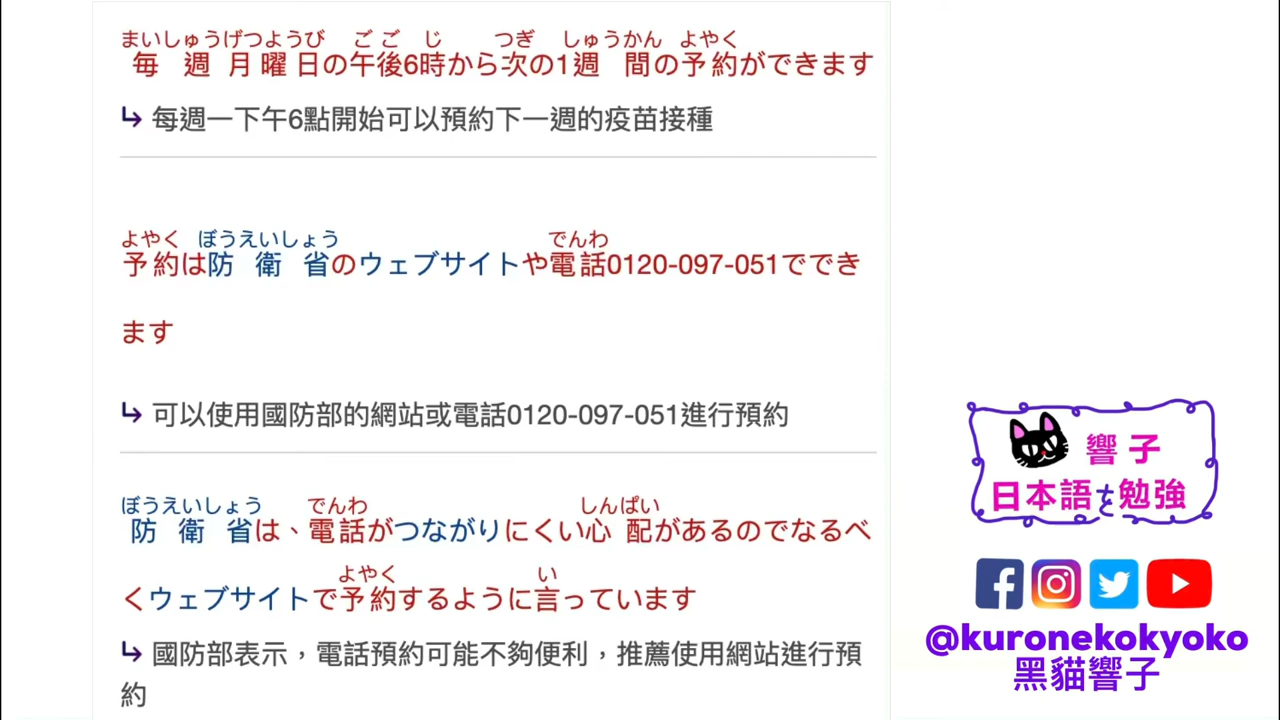 まいしゅうげつようび ごご じ つぎ しゅうかん よやく
毎週月曜日の午後6時から次の1週間の予約ができます
↳ 每週一下午6點開始可以預約下一週的疫苗接種
よやく ぼうえいしょう でんわ
予約は防衛省のウェブサイトや電話0120-097-051ででき
ます
↳ 可以使用國防部的網站或電話0120-097-051進行預約
ぼうえいしょう でんわ しんぱい
防衛省は、電話がつながりにくい心配があるのでなるべ
よやく い
くウェブサイトで予約するように言っています
↳ 國防部表示，電話預約可能不夠便利，推薦使用網站進行預
約
響子
日本語を勉強
@kuronekokyoko
黑貓響子